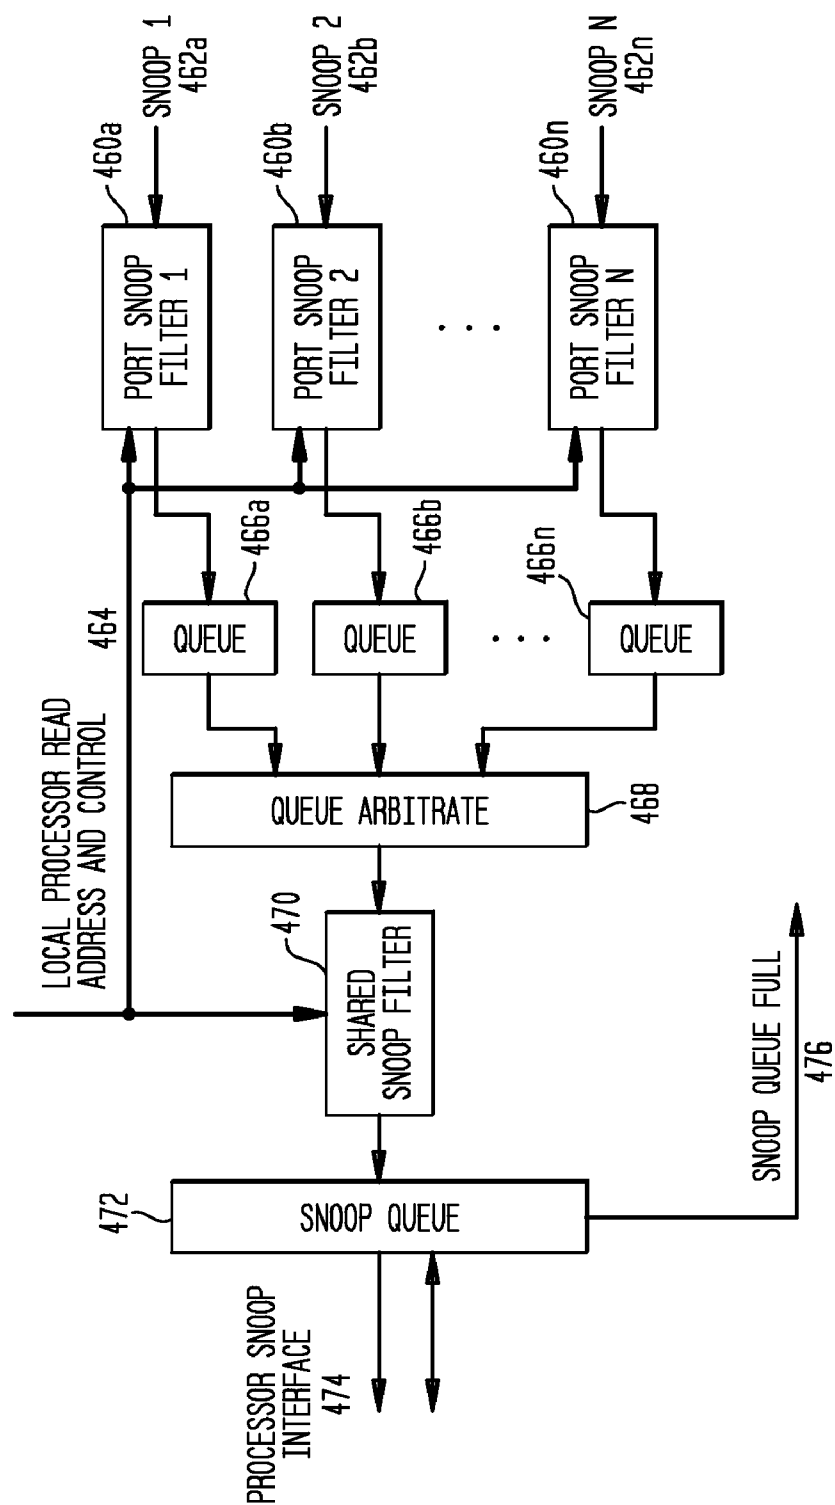 SNOOP 1
462a
SNOOP 2
462b
SNOOP N
462n
460a
460b
460n
PORT SNOOP
FILTER 1
PORT SNOOP
FILTER 2
. . .
PORT SNOOP
FILTER N
464
466a
466b
466n
QUEUE
QUEUE
. . .
QUEUE
LOCAL PROCESSOR READ
ADDRESS AND CONTROL
QUEUE ARBITRATE
468
470
SHARED
SNOOP FILTER
472
SNOOP QUEUE
SNOOP QUEUE FULL
476
PROCESSOR SNOOP
INTERFACE
474